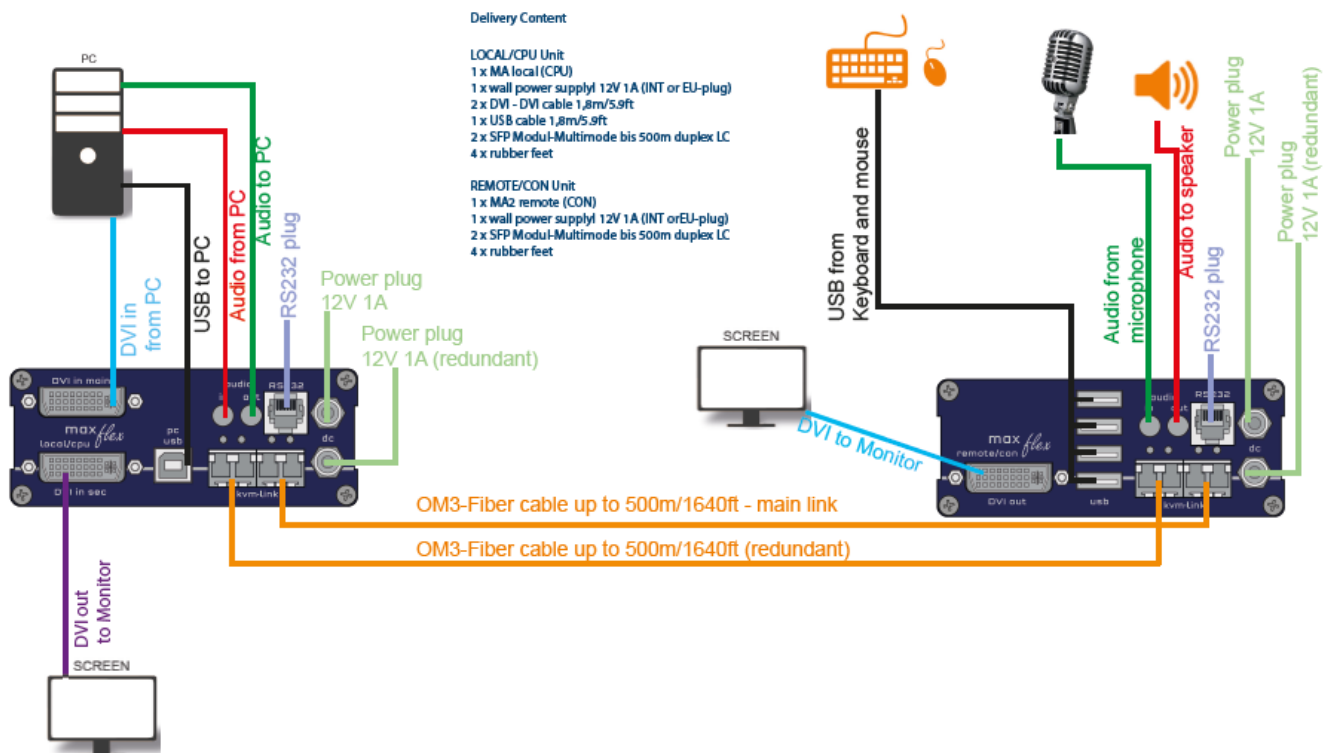 Delivery Content
LOCAL/CPU Unit
1 x MA local (CPU)
1 x wall power supplyl 12V 1A (INT or EU-plug)
2 x DVI - DVI cable 1,8m/5.9ft
1 x USB cable 1,8m/5.9ft
2 x SFP Modul-Multimode bis 500m duplex LC
4 x rubber feet
REMOTE/CON Unit
1 x MA2 remote (CON)
1 x wall power supplyl 12V 1A (INT orEU-plug)
2 x SFP Modul-Multimode bis 500m duplex LC
4 x rubber feet
PC
DVI in
from PC
USB to PC
Audio from PC
Audio to PC
RS232 plug
Power plug
12V 1A
Power plug
12V 1A (redundant)
DVI in main
audio
in out
RS232
max flex
local/cpu
pc
usb
dc
DVI in sec
kvm-Link
DVI out
to Monitor
SCREEN
OM3-Fiber cable up to 500m/1640ft - main link
OM3-Fiber cable up to 500m/1640ft (redundant)
SCREEN
DVI to Monitor
USB from
Keyboard and mouse
Audio from
microphone
Audio to speaker
RS232 plug
Power plug
12V 1A
Power plug
12V 1A (redundant)
audio
out
RS232
max flex
remote/con
dc
DVI out
usb
kvm-Link